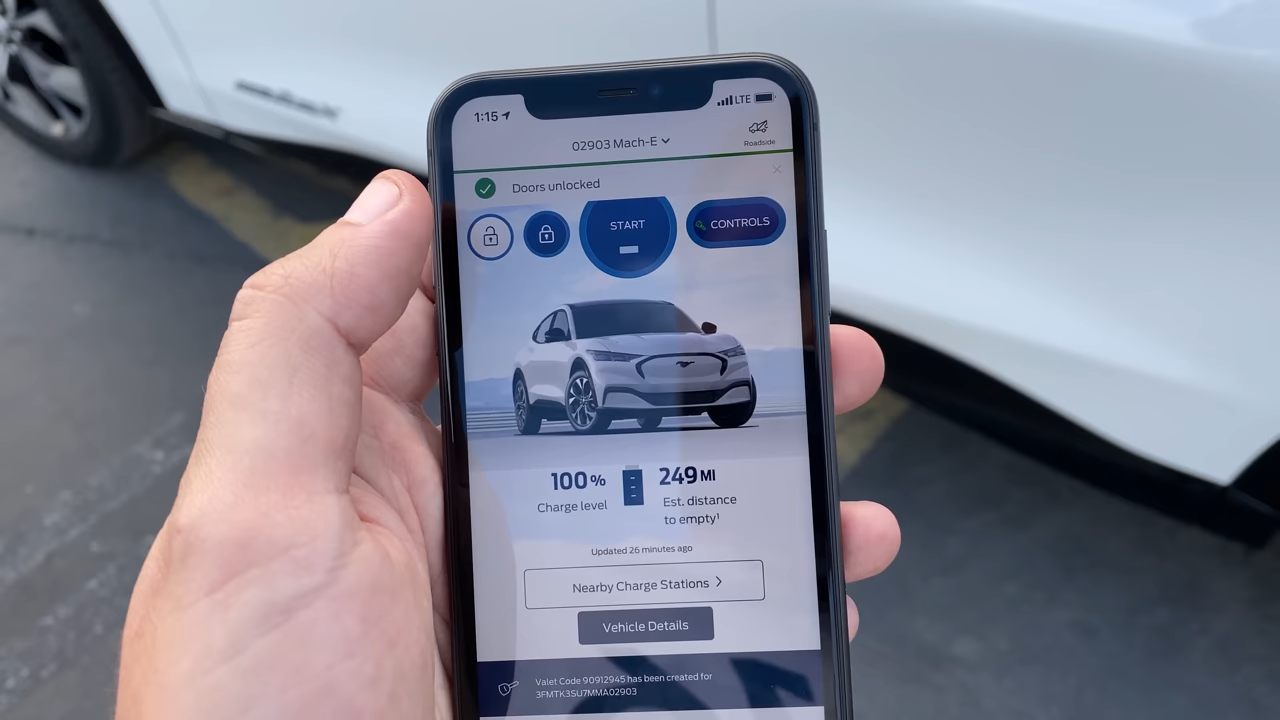 1:15
LTE
02903 Mach-E
Roadside
Doors unlocked
START
CONTROLS
100%
Charge level
249 MI
Est. distance
to empty¹
Updated 26 minutes ago
Nearby Charge Stations
Vehicle Details
Valet Code 90912945 has been created for
3FMTK3SU7MMA02903